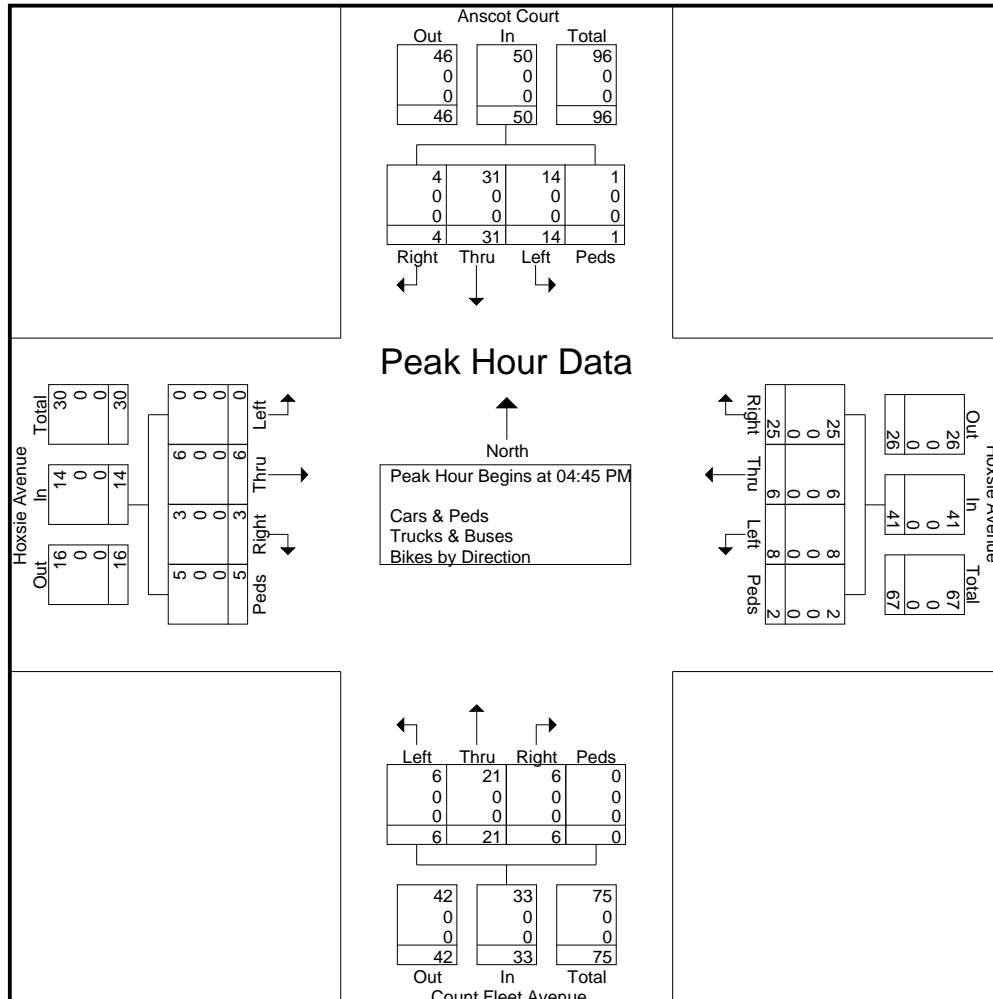 Anscot Court
Out In Total
46 50 96
0 0 0
0 0 0
46 50 96
4 31 14 1
0 0 0 0
0 0 0 0
4 31 14 1
Right Thru Left Peds
Peak Hour Data
North
Peak Hour Begins at 04:45 PM
Cars & Peds
Trucks & Buses
Bikes by Direction
Hoxsie Avenue
Total In Out
30 14 16
0 0 0
0 0 0
30 14 16
0 6 3 5
0 0 0 0
0 0 0 0
0 6 3 5
Left Thru Right Peds
Hoxsie Avenue
Out In Total
26 41 67
0 0 0
0 0 0
26 41 67
25 6 8 2
0 0 0 0
0 0 0 0
25 6 8 2
Right Thru Left Peds
Left Thru Right Peds
6 21 6 0
0 0 0 0
0 0 0 0
6 21 6 0
42 33 75
0 0 0
0 0 0
42 33 75
Out In Total
Count Fleet Avenue